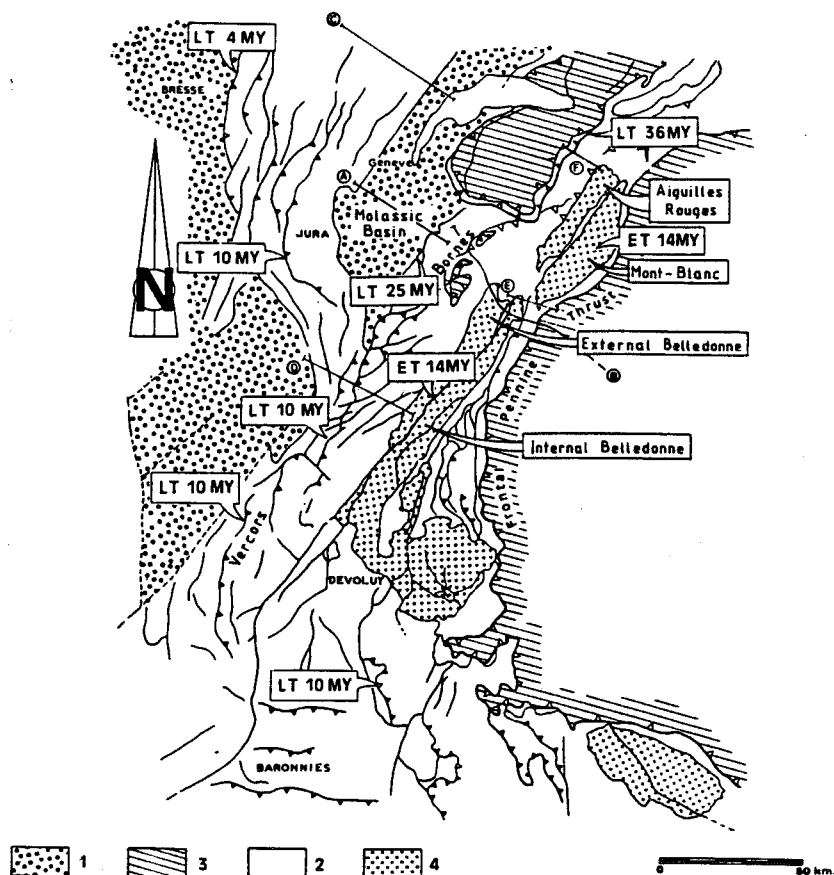 C
LT 4 MY
BRESSE
LT 36 MY
Geneve
F
A
Aiguilles
Rouges
Molassic
Basin
JURA
Bornes
ET 14MY
LT 10 MY
Mont-Blanc
N
LT 25 MY
E
Thrust
External Belledonne
D
ET 14MY
B
Pennine
LT 10 MY
Internal Belledonne
LT 10 MY
Frontal
Vercors
DEVOLUY
LT 10 MY
BARONNIES
1 3 2 4
0 50 km